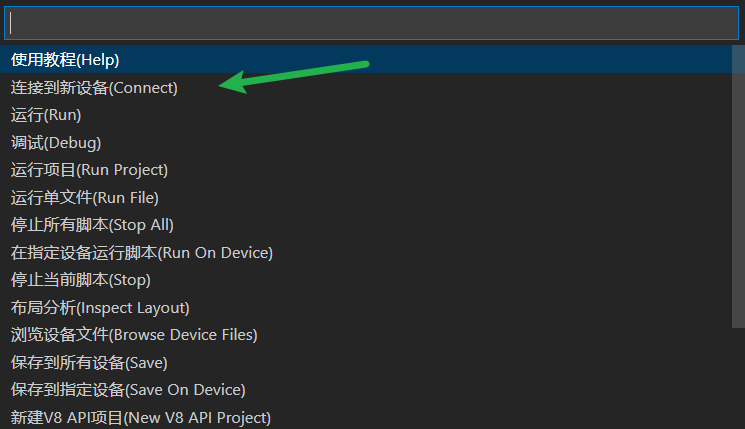 使用教程(Help)
连接到新设备(Connect)
运行(Run)
调试(Debug)
运行项目(Run Project)
运行单文件(Run File)
停止所有脚本(Stop All)
在指定设备运行脚本(Run On Device)
停止当前脚本(Stop)
布局分析(Inspect Layout)
浏览设备文件(Browse Device Files)
保存到所有设备(Save)
保存到指定设备(Save On Device)
新建V8 API项目(New V8 API Project)